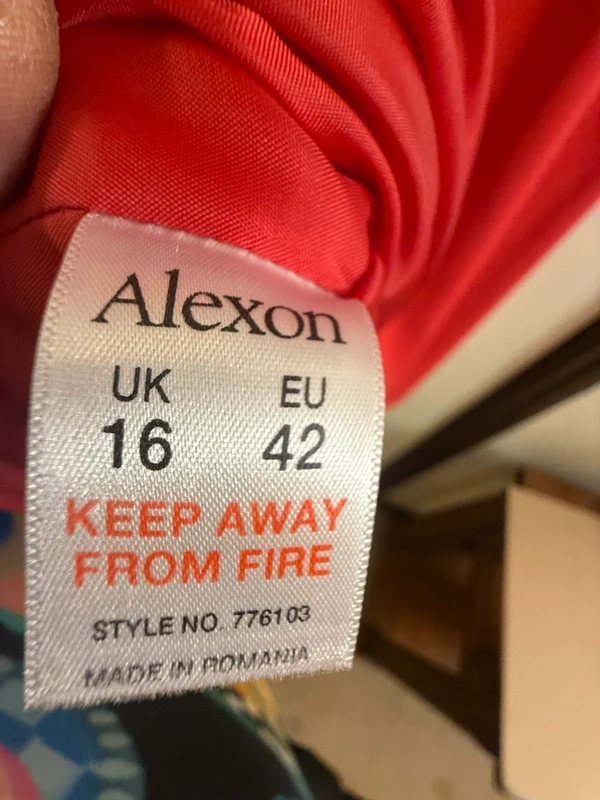 Alexon
UK EU
16 42
KEEP AWAY
FROM FIRE
STYLE NO. 776103
MADE IN ROMANIA